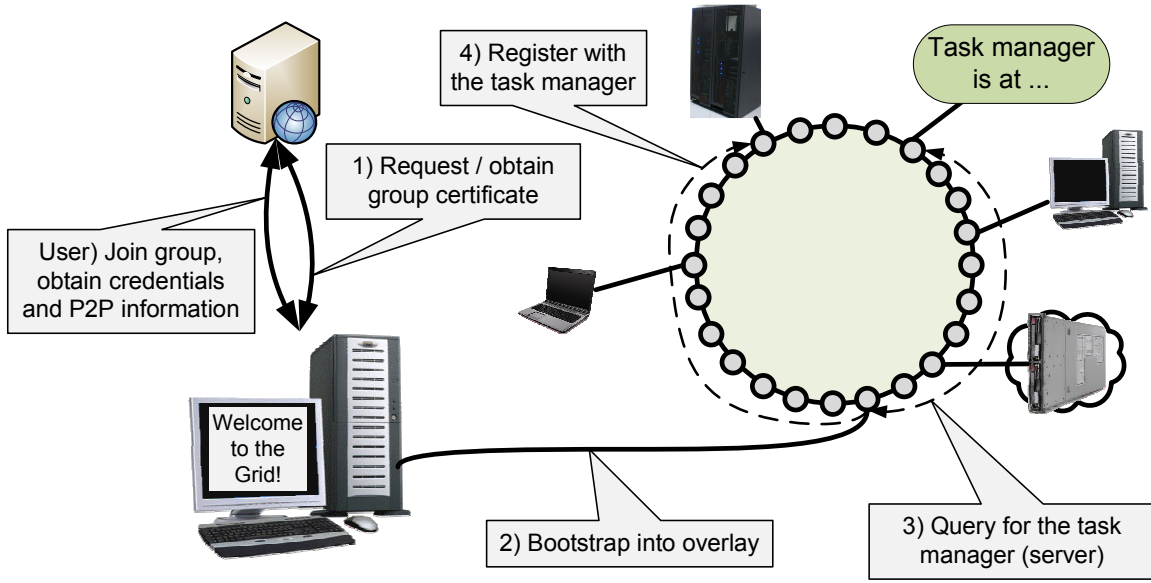 4) Register with
the task manager
Task manager
is at ...
1) Request / obtain
group certificate
User) Join group,
obtain credentials
and P2P information
Welcome
to the
Grid!
2) Bootstrap into overlay
3) Query for the task
manager (server)